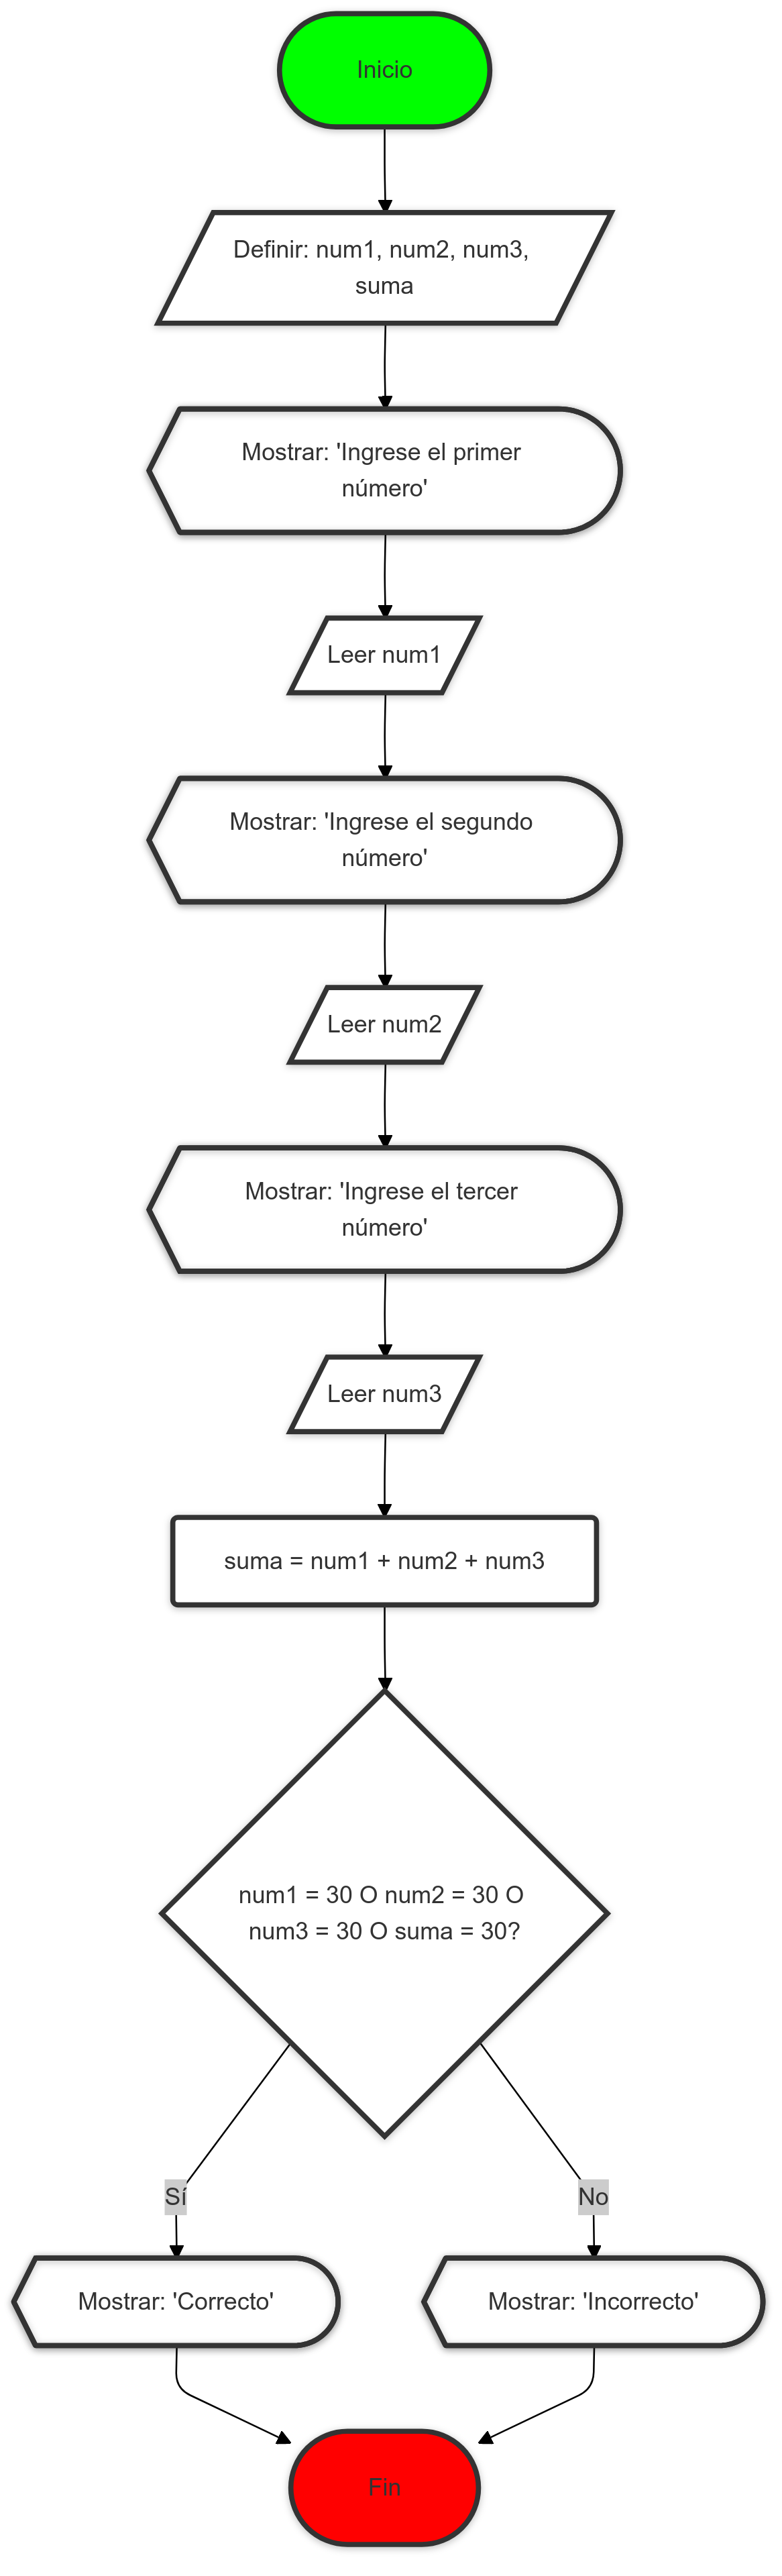 Inicio
Definir: num1, num2, num3,
suma
Mostrar: 'Ingrese el primer
número'
Leer num1
Mostrar: 'Ingrese el segundo
número'
Leer num2
Mostrar: 'Ingrese el tercer
número'
Leer num3
suma = num1 + num2 + num3
num1 = 30 O num2 = 30 O
num3 = 30 O suma = 30?
Sí
No
Mostrar: 'Correcto'
Mostrar: 'Incorrecto'
Fin